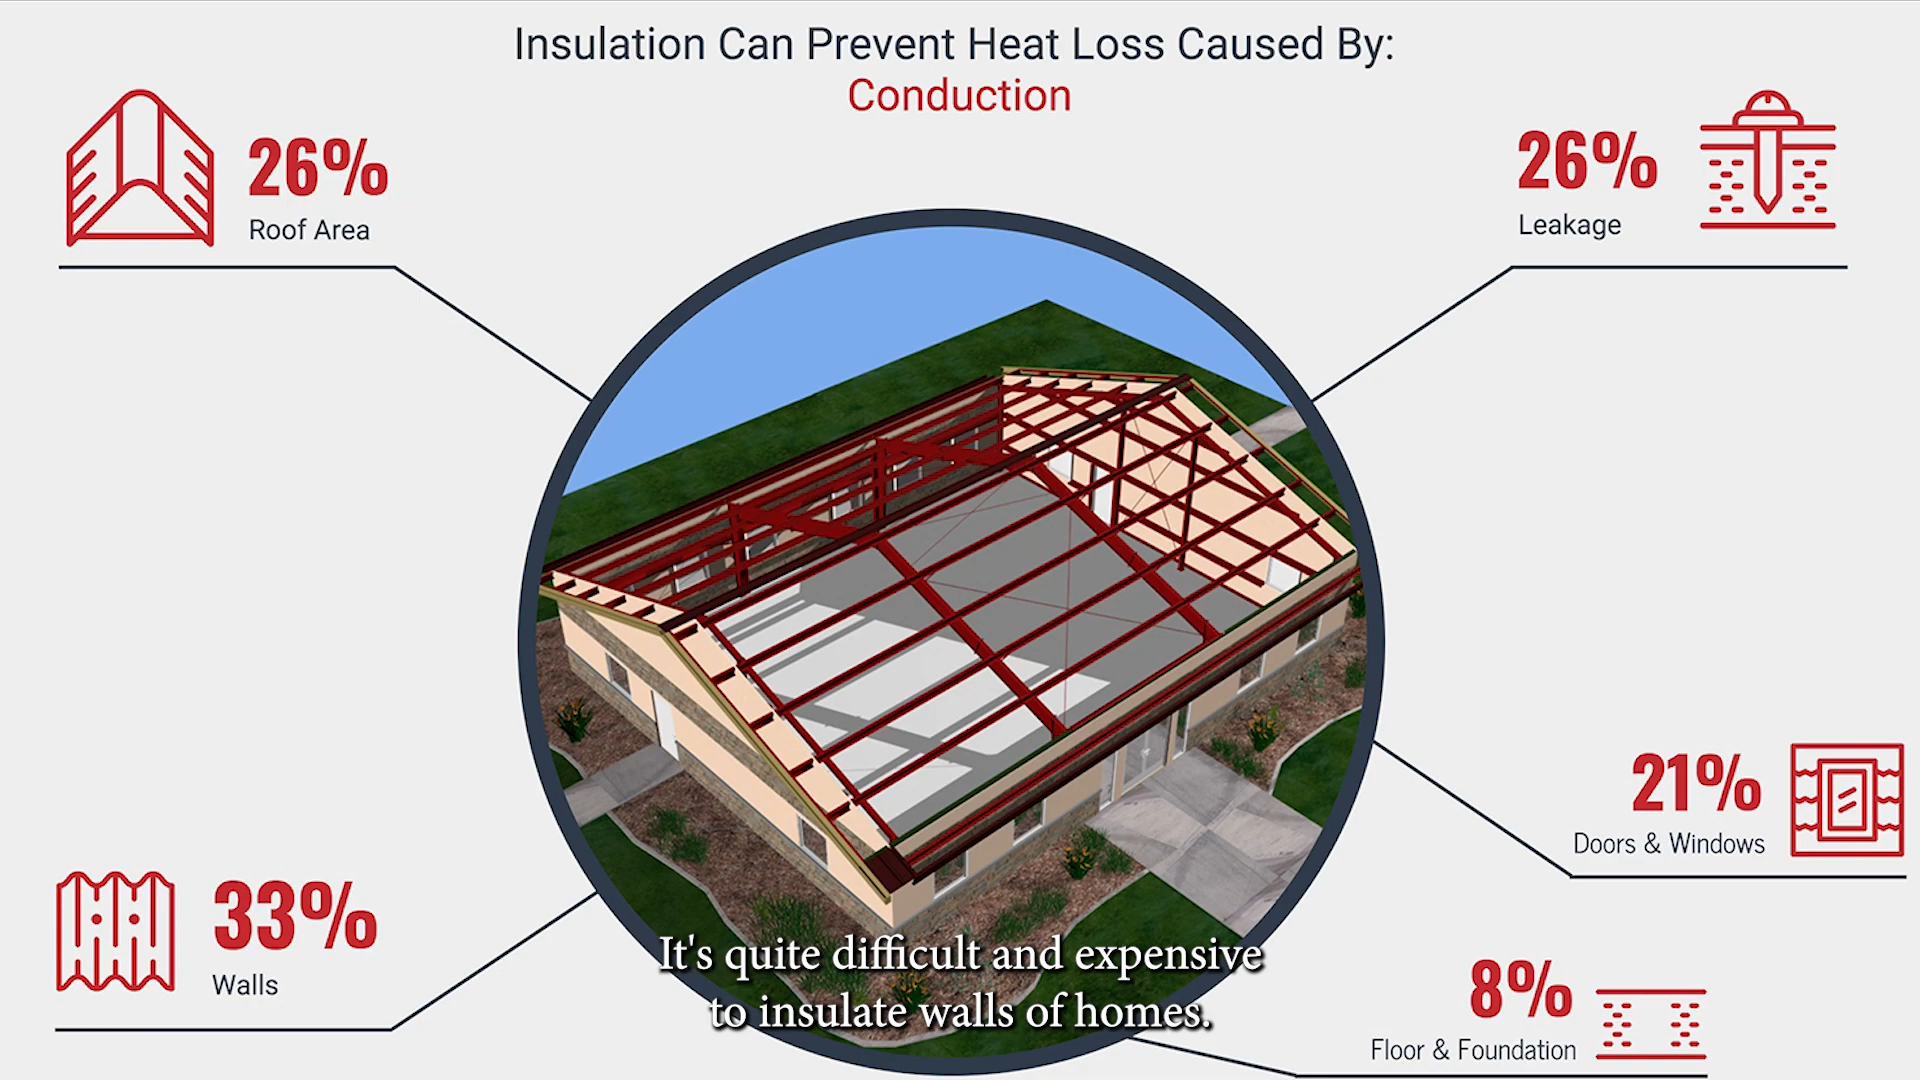 Insulation Can Prevent Heat Loss Caused By:
Conduction
26%
Roof Area
26%
Leakage
33%
Walls
21%
Doors & Windows
8%
Floor & Foundation
It's quite difficult and expensive
to insulate walls of homes.